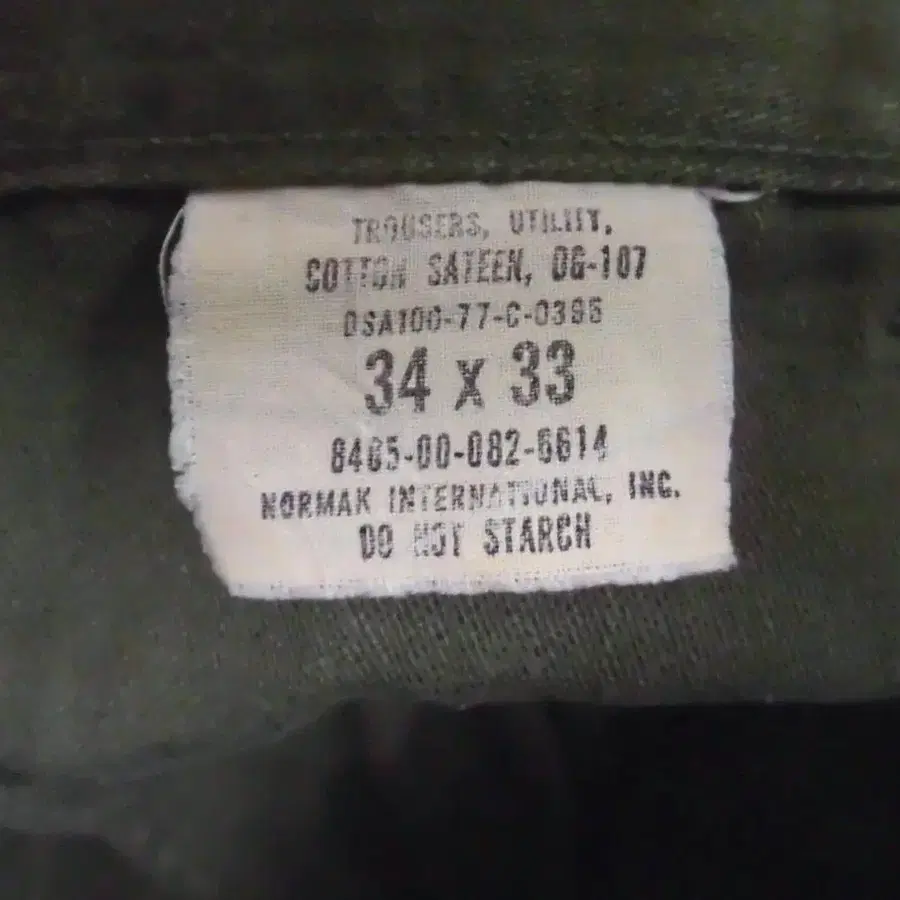 TROUSERS, UTILITY,
COTTON SATEEN, OG-107
DSA100-77-C-0396
34 x 33
8405-00-082-6614
NORMAK INTERNATIONAL, INC.
DO NOT STARCH